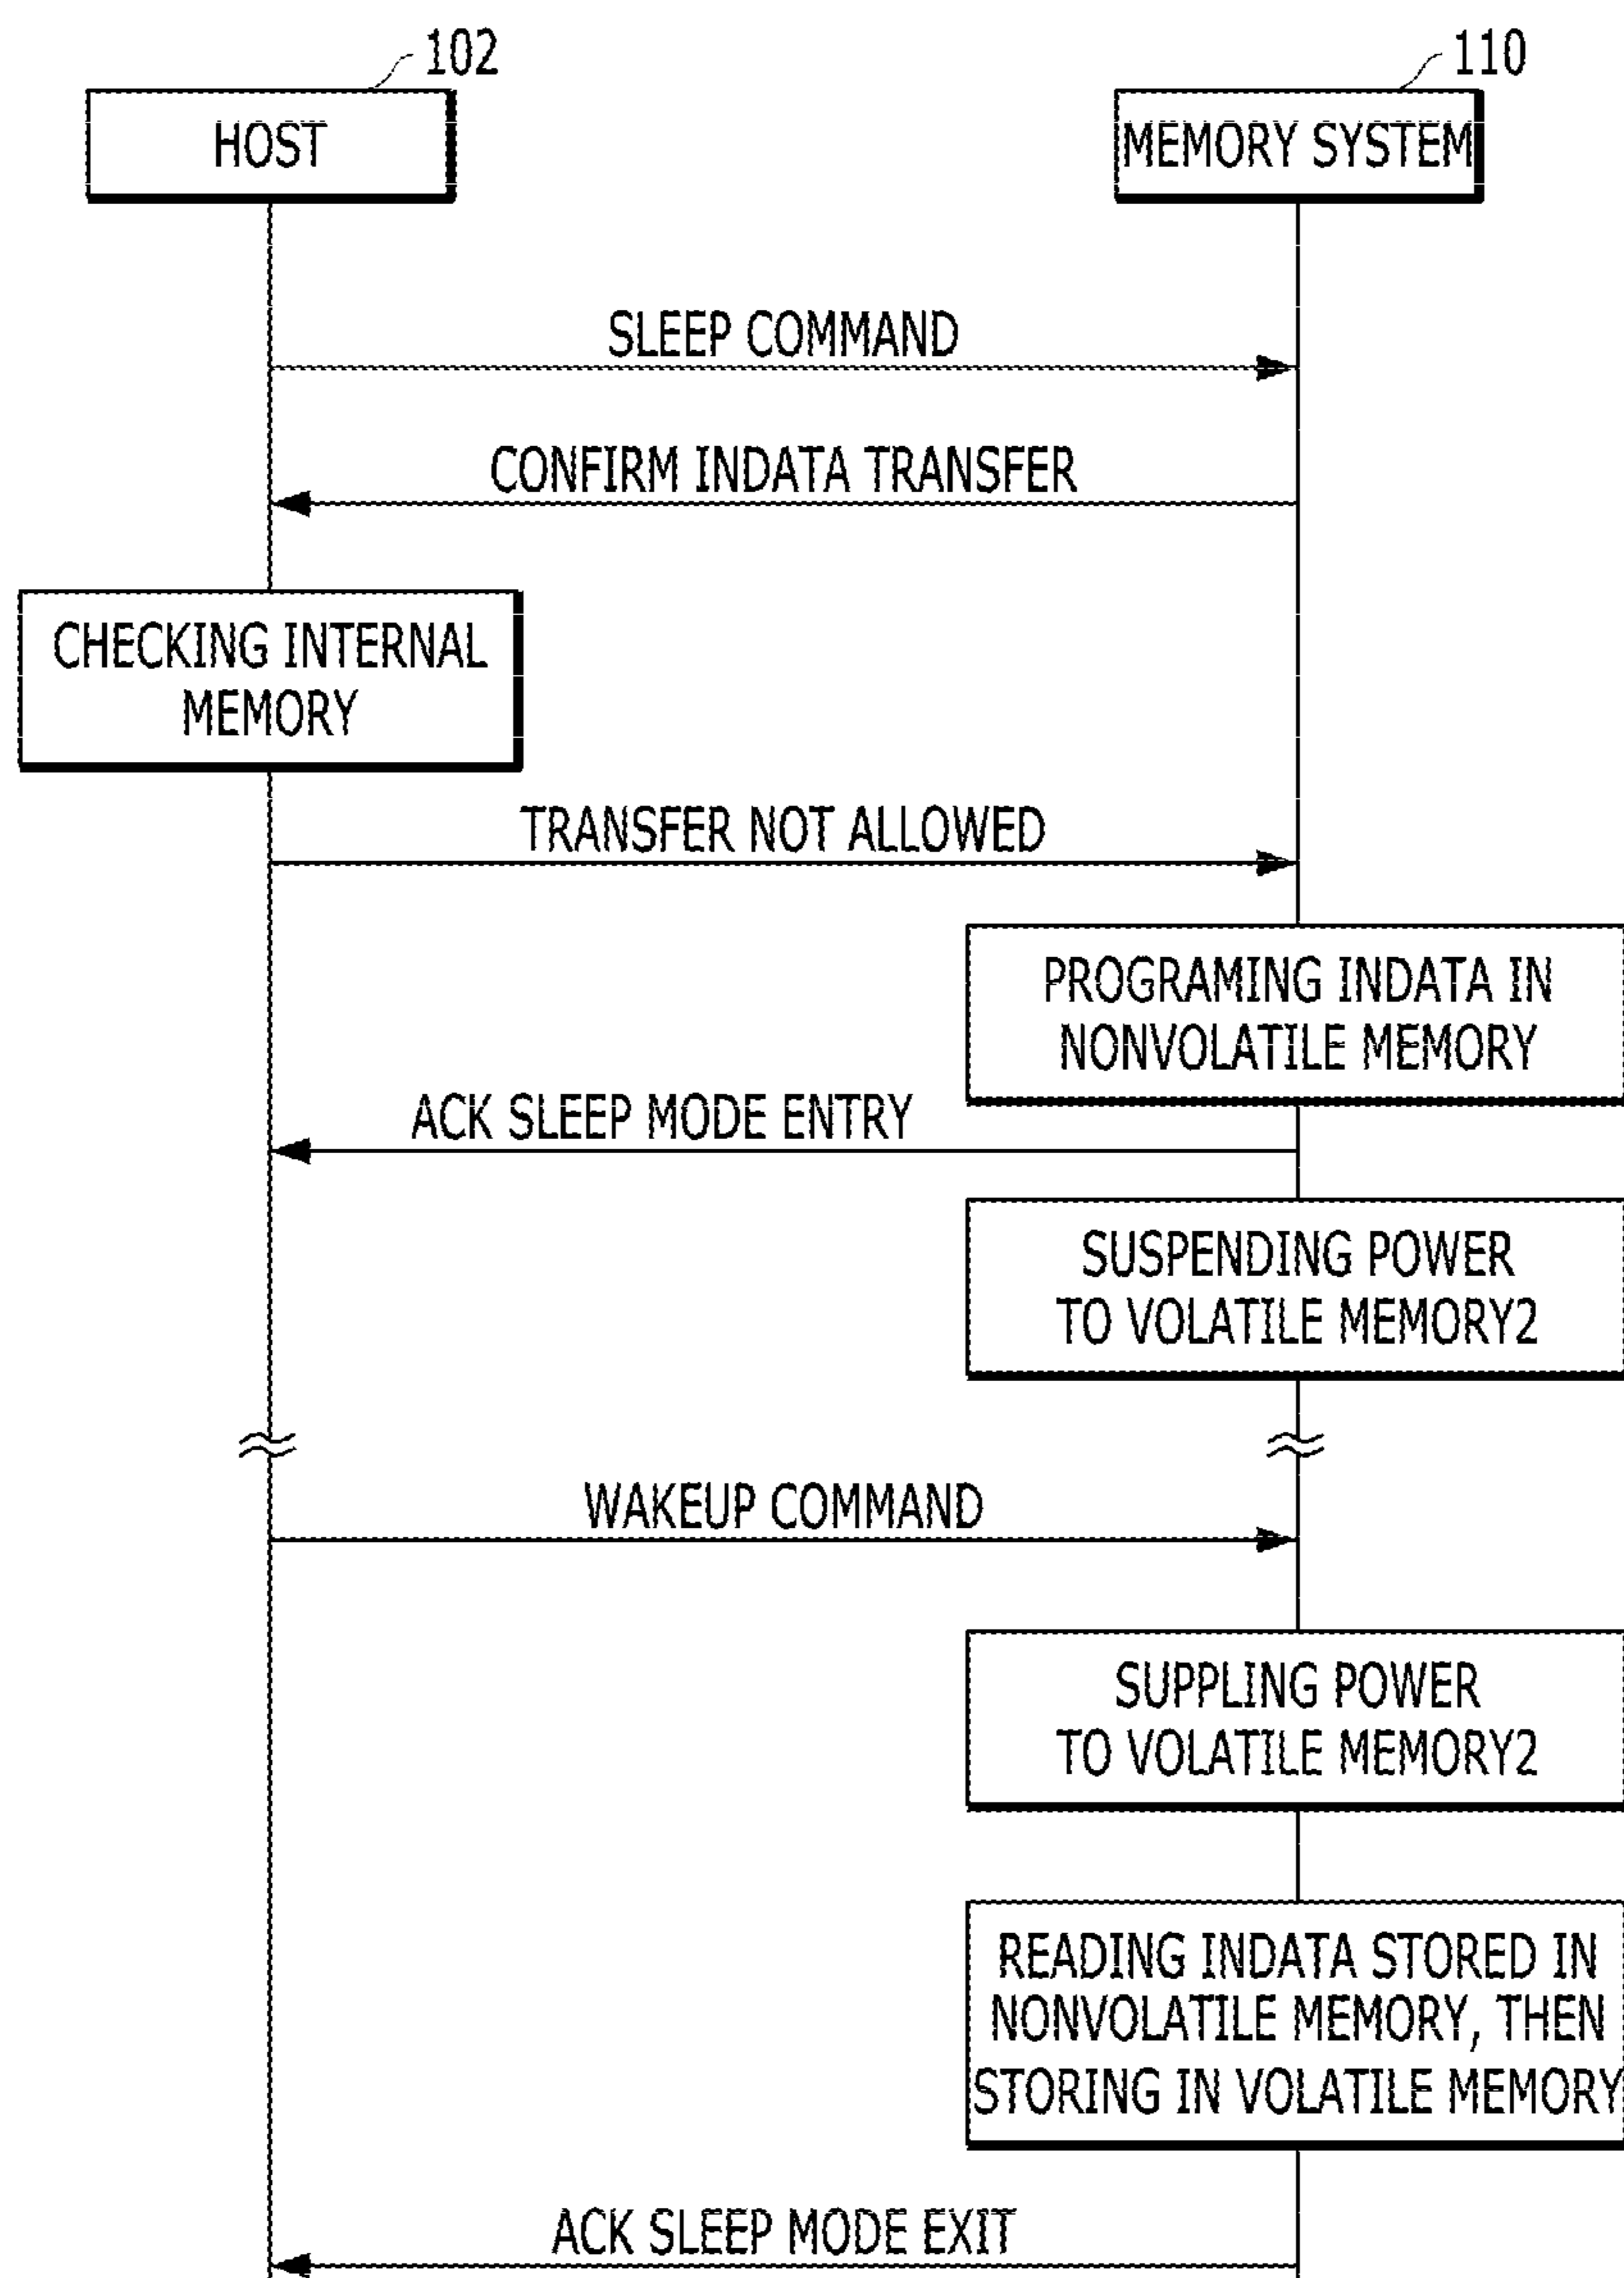 102
110
HOST
MEMORY SYSTEM
SLEEP COMMAND
CONFIRM INDATA TRANSFER
CHECKING INTERNAL
MEMORY
TRANSFER NOT ALLOWED
PROGRAMING INDATA IN
NONVOLATILE MEMORY
ACK SLEEP MODE ENTRY
SUSPENDING POWER
TO VOLATILE MEMORY2
WAKEUP COMMAND
SUPPLING POWER
TO VOLATILE MEMORY2
READING INDATA STORED IN
NONVOLATILE MEMORY, THEN
STORING IN VOLATILE MEMORY
ACK SLEEP MODE EXIT